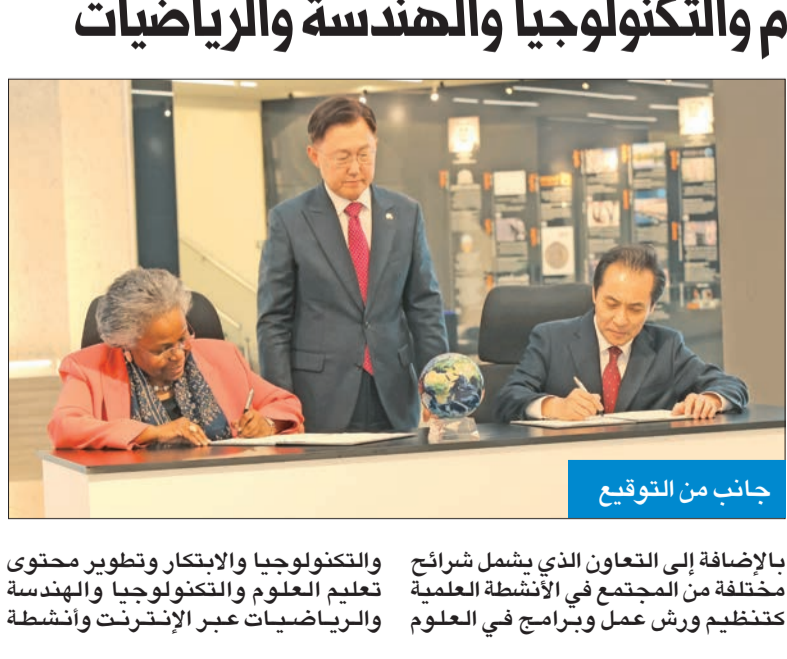 م والتكنولوجيا والهندسة والرياضيات
جانب من التوقيع
بالإضافة إلى التعاون الذي يشمل شرائح
مختلفة من المجتمع في الأنشطة العلمية
كتنظيم ورش عمل وبرامج في العلوم
والتكنولوجيا والابتكار وتطوير محتوى
تعليم العلوم والتكنولوجيا والهندسة
والرياضيات عبر الإنترنت وأنشطة